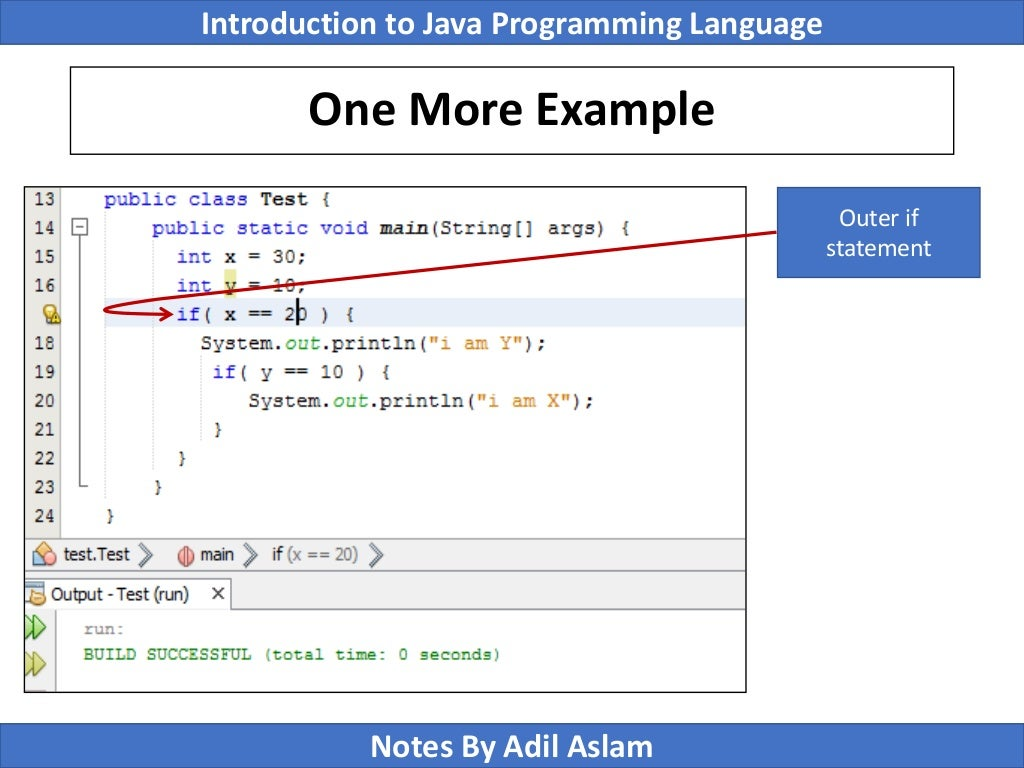 Introduction to Java Programming Language
One More Example
13 public class Test {
14 public static void main(String[] args) {
15 int x = 30;
16 int y = 10;
if( x == 20 ) {
18 System.out.println("i am Y");
19 if( y == 10 ) {
20 System.out.println("i am X");
21 }
22 }
23 }
24 }
Outer if
statement
test.Test main if (x == 20)
Output - Test (run)
run:
BUILD SUCCESSFUL (total time: 0 seconds)
Notes By Adil Aslam